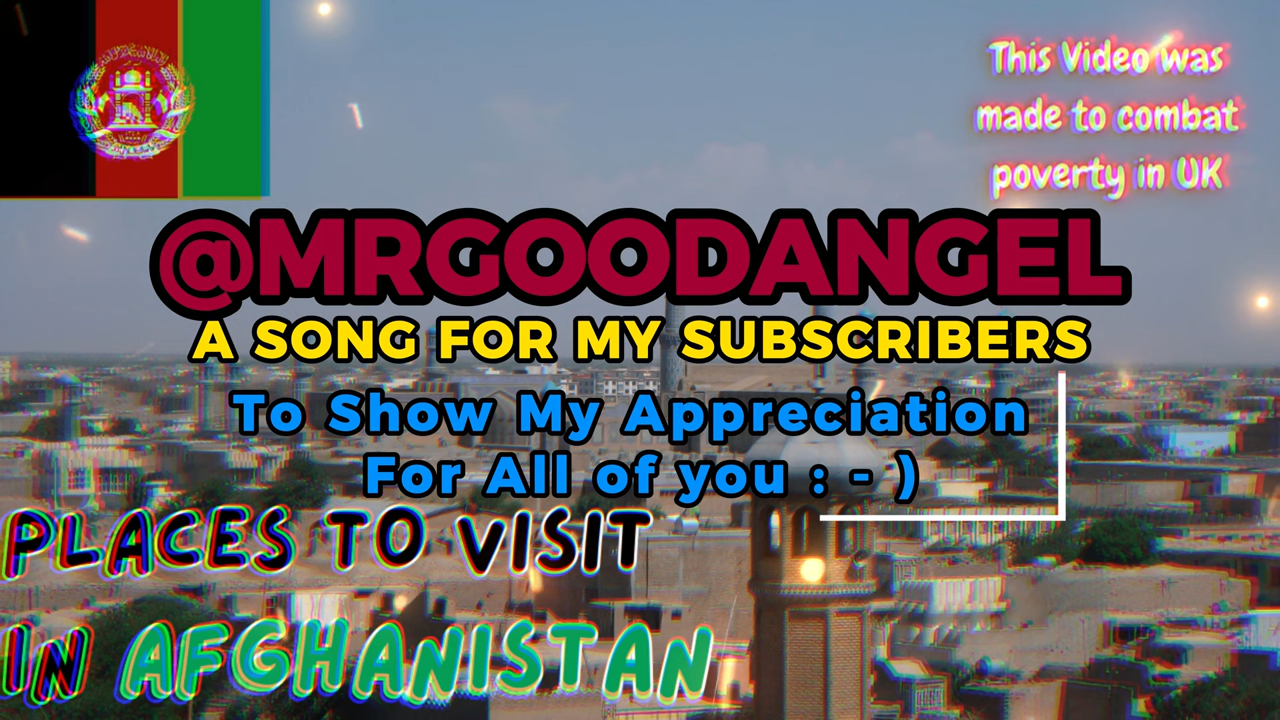 This Video was
made to combat
poverty in UK
@MRGOODANGEL
A SONG FOR MY SUBSCRIBERS
To Show My Appreciation
For All of you : - )
PLACES TO VISIT
IN AFGHANISTAN